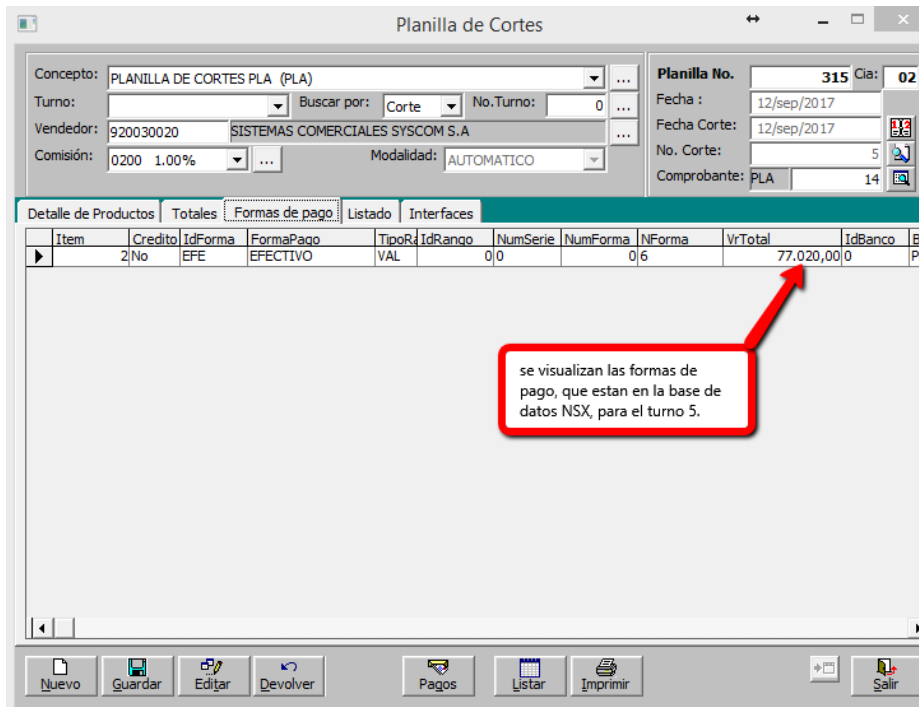 Planilla de Cortes
Concepto: PLANILLA DE CORTES PLA (PLA) ...
Turno: Buscar por: Corte No.Turno: 0 ...
Vendedor: 920030020 SISTEMAS COMERCIALES SYSCOM S.A ...
Comisión: 0200 1.00% ... Modalidad: AUTOMATICO
Planilla No. 315 Cia: 02
Fecha : 12/sep/2017
Fecha Corte: 12/sep/2017
No. Corte: 5
Comprobante: PLA 14
Detalle de Productos Totales Formas de pago Listado Interfaces
Item Credito IdForma FormaPago TipoRa IdRango NumSerie NumForma NForma VrTotal IdBanco
2 No EFE EFECTIVO VAL 0 0 0 6 77.020,00 0 P
se visualizan las formas de
pago, que estan en la base de
datos NSX, para el turno 5.
Nuevo Guardar Editar Devolver Pagos Listar Imprimir Salir